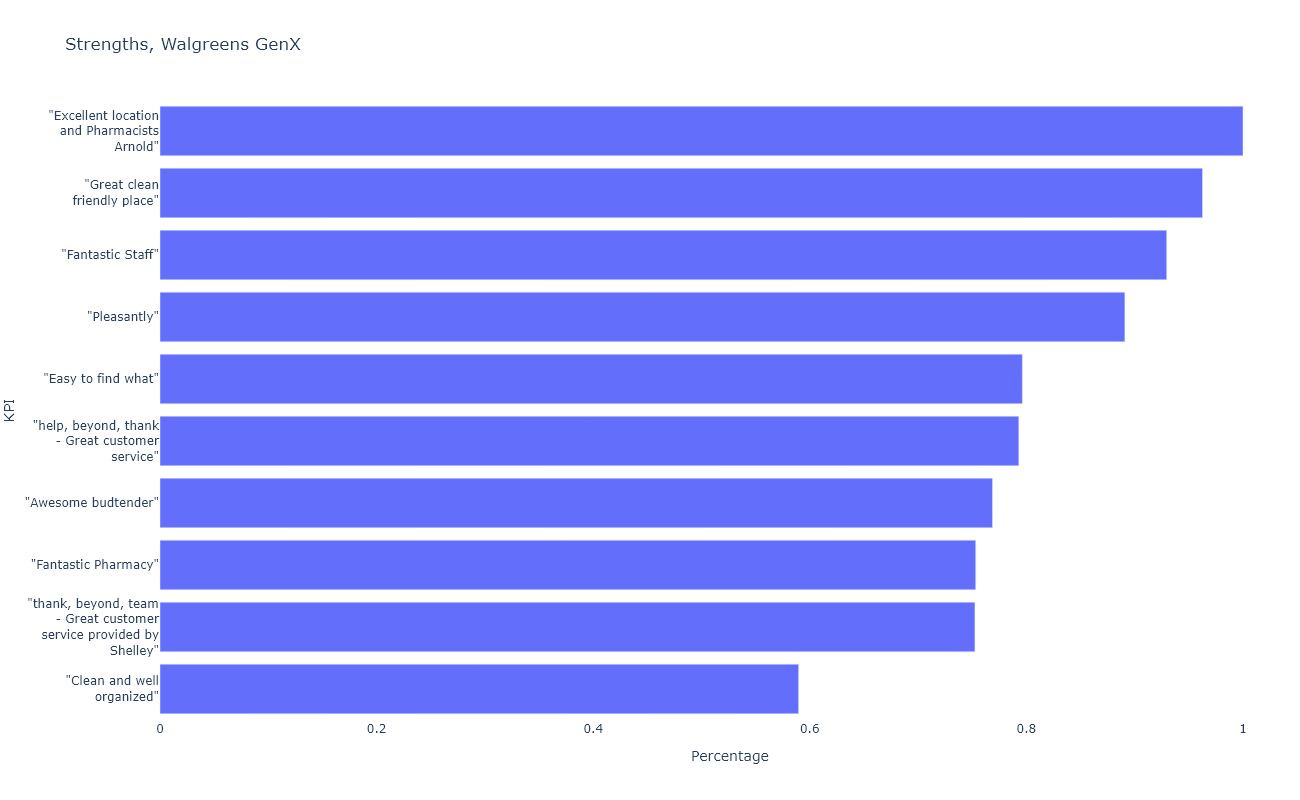 Strengths, Walgreens GenX
"Excellent location
and Pharmacists
Arnold"
"Great clean
friendly place"
"Fantastic Staff"
"Pleasantly"
"Easy to find what"
KPI
"help, beyond, thank
- Great customer
service"
"Awesome budtender"
"Fantastic Pharmacy"
"thank, beyond, team
- Great customer
service provided by
Shelley"
"Clean and well
organized"
0 0.2 0.4 0.6 0.8 1
Percentage